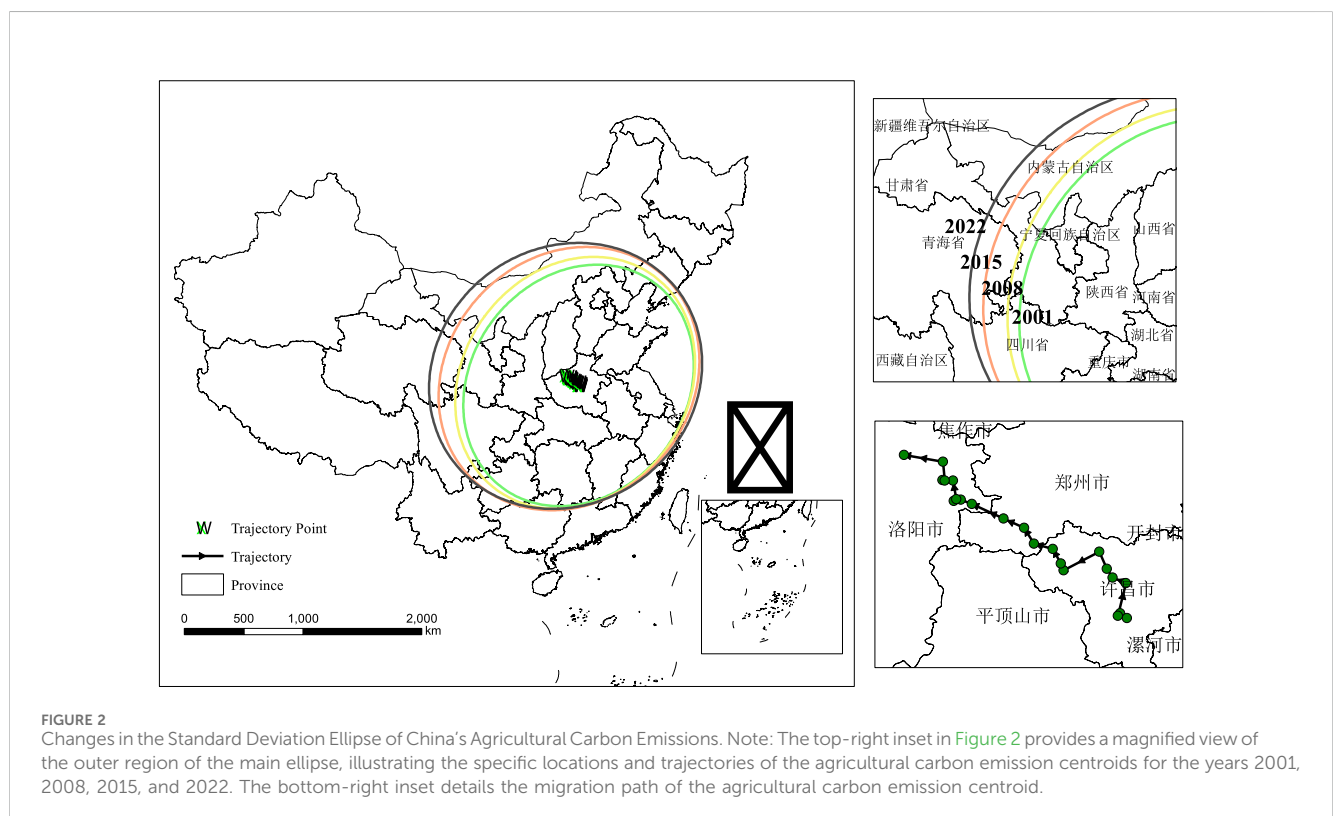 Trajectory Point
Trajectory
Province
0 500 1,000 2,000
km
新疆维吾尔自治区
内蒙古自治区
甘肃省
2022
青海省
宁夏回族自治区
山西省
2015
2008
陕西省
河南省
2001
四川省
湖北省
西藏自治区
重庆市
湖南省
焦作市
郑州市
洛阳市
开封市
许昌市
平顶山市
漯河市
FIGURE 2
Changes in the Standard Deviation Ellipse of China's Agricultural Carbon Emissions. Note: The top-right inset in Figure 2 provides a magnified view of
the outer region of the main ellipse, illustrating the specific locations and trajectories of the agricultural carbon emission centroids for the years 2001,
2008, 2015, and 2022. The bottom-right inset details the migration path of the agricultural carbon emission centroid.